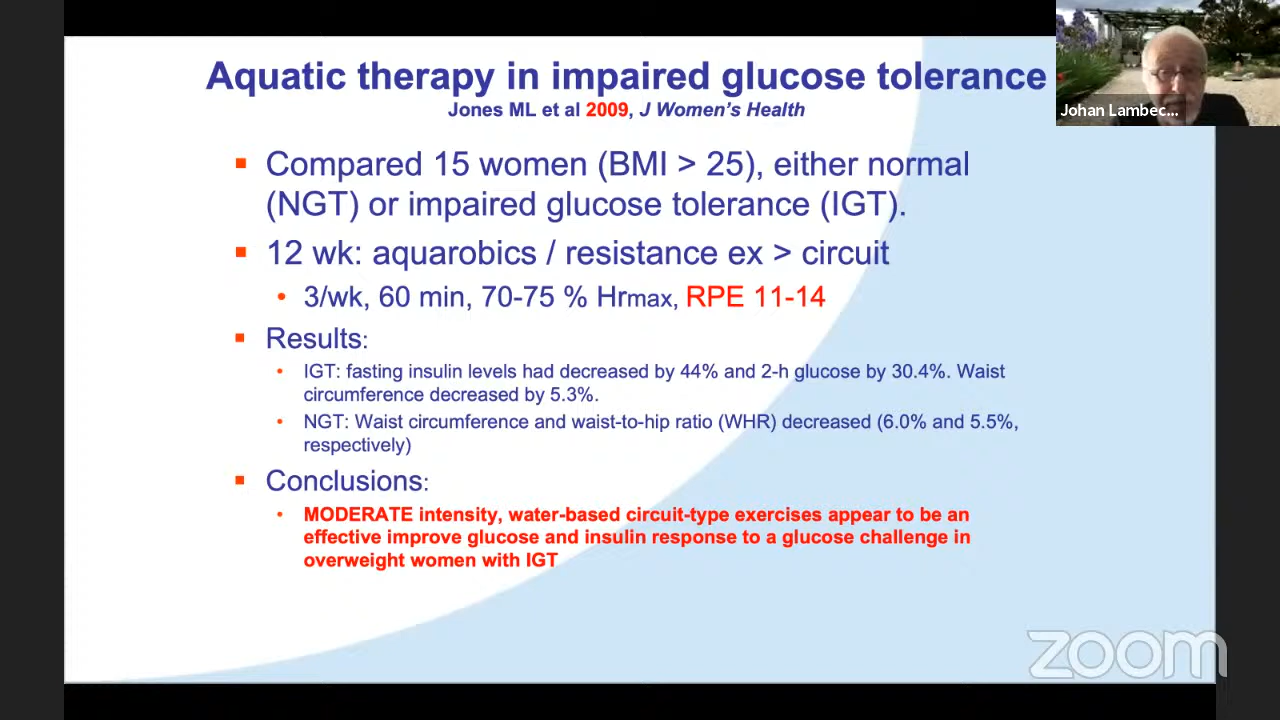 Aquatic therapy in impaired glucose tolerance
Jones ML et al 2009, J Women's Health
Johan Lambec...
▪ Compared 15 women (BMI > 25), either normal
(NGT) or impaired glucose tolerance (IGT).
▪ 12 wk: aquarobics / resistance ex > circuit
• 3/wk, 60 min, 70-75 % Hrmax, RPE 11-14
▪ Results:
• IGT: fasting insulin levels had decreased by 44% and 2-h glucose by 30.4%. Waist
circumference decreased by 5.3%.
• NGT: Waist circumference and waist-to-hip ratio (WHR) decreased (6.0% and 5.5%,
respectively)
▪ Conclusions:
• MODERATE intensity, water-based circuit-type exercises appear to be an
effective improve glucose and insulin response to a glucose challenge in
overweight women with IGT
zoom